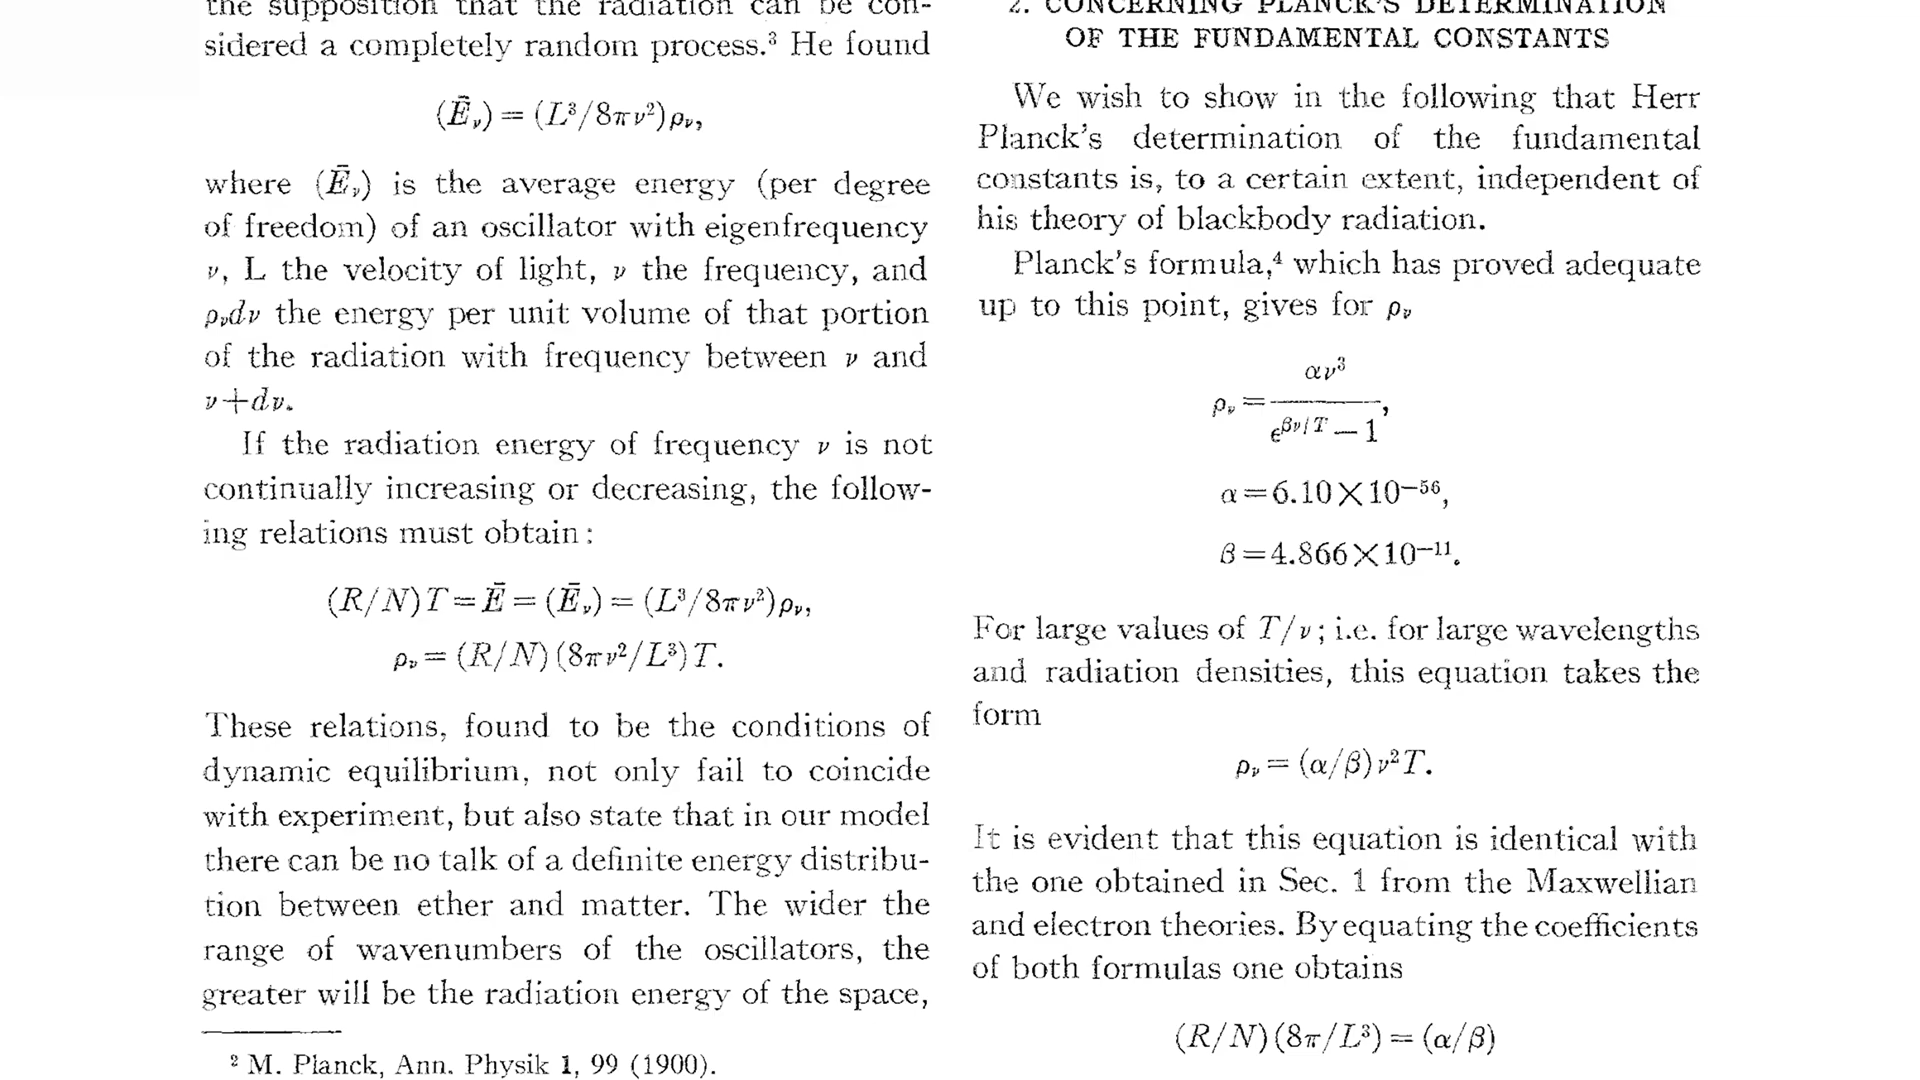 the supposition that the radiation can be con-
sidered a completely random process.³ He found
(Ē_ν) = (L³/8πν²)ρ_ν,
where (Ē_ν) is the average energy (per degree
of freedom) of an oscillator with eigenfrequency
ν, L the velocity of light, ν the frequency, and
ρ_νdν the energy per unit volume of that portion
of the radiation with frequency between ν and
ν+dν.
If the radiation energy of frequency ν is not
continually increasing or decreasing, the follow-
ing relations must obtain:
(R/N)T = Ē = (Ē_ν) = (L³/8πν²)ρ_ν,
ρ_ν = (R/N)(8πν²/L³)T.
These relations, found to be the conditions of
dynamic equilibrium, not only fail to coincide
with experiment, but also state that in our model
there can be no talk of a definite energy distribu-
tion between ether and matter. The wider the
range of wavenumbers of the oscillators, the
greater will be the radiation energy of the space,
² M. Planck, Ann. Physik 1, 99 (1900).
2. CONCERNING PLANCK'S DETERMINATION
OF THE FUNDAMENTAL CONSTANTS
We wish to show in the following that Herr
Planck's determination of the fundamental
constants is, to a certain extent, independent of
his theory of blackbody radiation.
Planck's formula,⁴ which has proved adequate
up to this point, gives for ρ_ν
αν³
ρ_ν = ―――,
ϵ^{βν/T} − 1
α = 6.10×10⁻⁵⁶,
β = 4.866×10⁻¹¹.
For large values of T/ν; i.e. for large wavelengths
and radiation densities, this equation takes the
form
ρ_ν = (α/β)ν²T.
It is evident that this equation is identical with
the one obtained in Sec. 1 from the Maxwellian
and electron theories. By equating the coefficients
of both formulas one obtains
(R/N)(8π/L³) = (α/β)